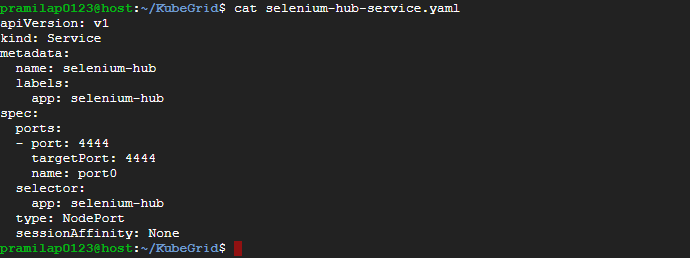 pramilap0123@host:~/KubeGrid$ cat selenium-hub-service.yaml
apiVersion: v1
kind: Service
metadata:
  name: selenium-hub
  labels:
    app: selenium-hub
spec:
  ports:
  - port: 4444
    targetPort: 4444
    name: port0
  selector:
    app: selenium-hub
  type: NodePort
  sessionAffinity: None
pramilap0123@host:~/KubeGrid$